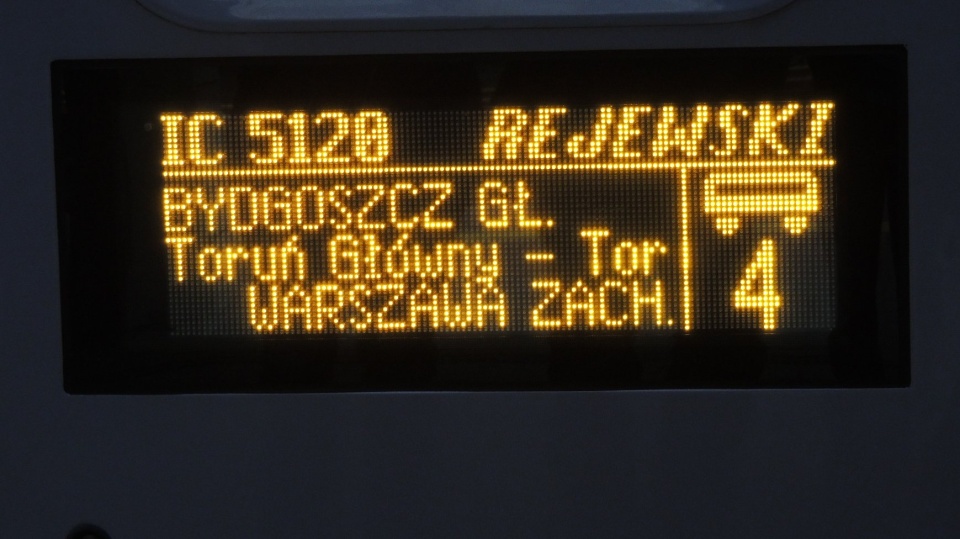 IC 5120 REJEWSKI
BYDGOSZCZ GŁ.
Toruń Główny - Tor
WARSZAWA ZACH.
4